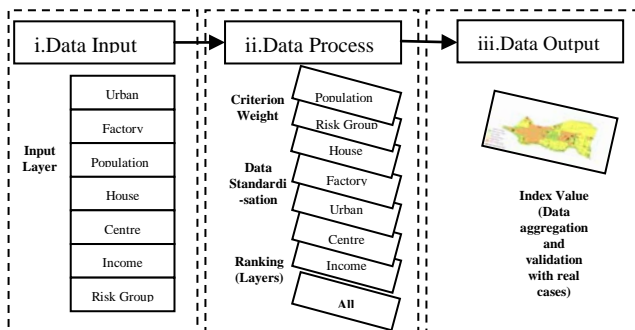 i.Data Input
ii.Data Process
iii.Data Output
Input
Layer
Urban
Factory
Population
House
Centre
Income
Risk Group
Criterion
Weight
Data
Standardi
-sation
Ranking
(Layers)
Population
Risk Group
House
Factory
Urban
Centre
Income
All
Index Value
(Data
aggregation
and
validation
with real
cases)